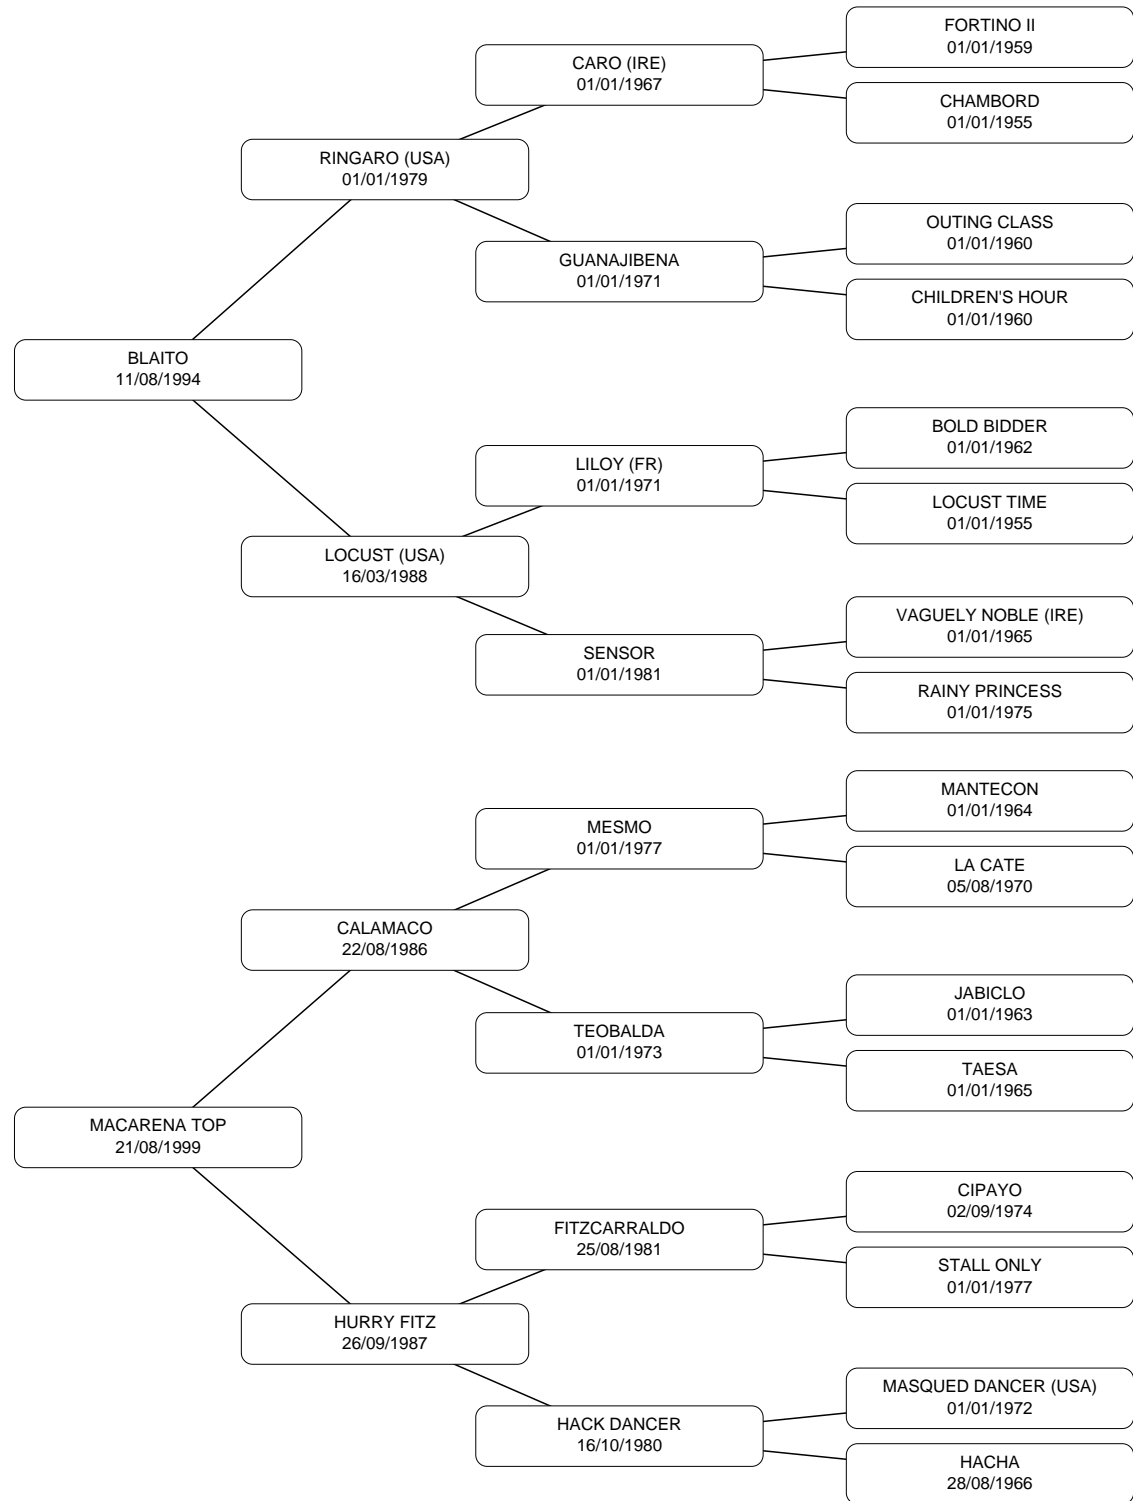 FORTINO II
01/01/1959
CARO (IRE)
01/01/1967
CHAMBORD
01/01/1955
RINGARO (USA)
01/01/1979
OUTING CLASS
01/01/1960
GUANAJIBENA
01/01/1971
CHILDREN'S HOUR
01/01/1960
BLAITO
11/08/1994
BOLD BIDDER
01/01/1962
LILOY (FR)
01/01/1971
LOCUST TIME
01/01/1955
LOCUST (USA)
16/03/1988
VAGUELY NOBLE (IRE)
01/01/1965
SENSOR
01/01/1981
RAINY PRINCESS
01/01/1975
MANTECON
01/01/1964
MESMO
01/01/1977
LA CATE
05/08/1970
CALAMACO
22/08/1986
JABICLO
01/01/1963
TEOBALDA
01/01/1973
TAESA
01/01/1965
MACARENA TOP
21/08/1999
CIPAYO
02/09/1974
FITZCARRALDO
25/08/1981
STALL ONLY
01/01/1977
HURRY FITZ
26/09/1987
MASQUED DANCER (USA)
01/01/1972
HACK DANCER
16/10/1980
HACHA
28/08/1966